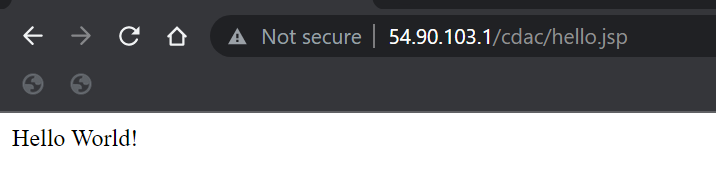 Not secure | 54.90.103.1/cdac/hello.jsp
Hello World!